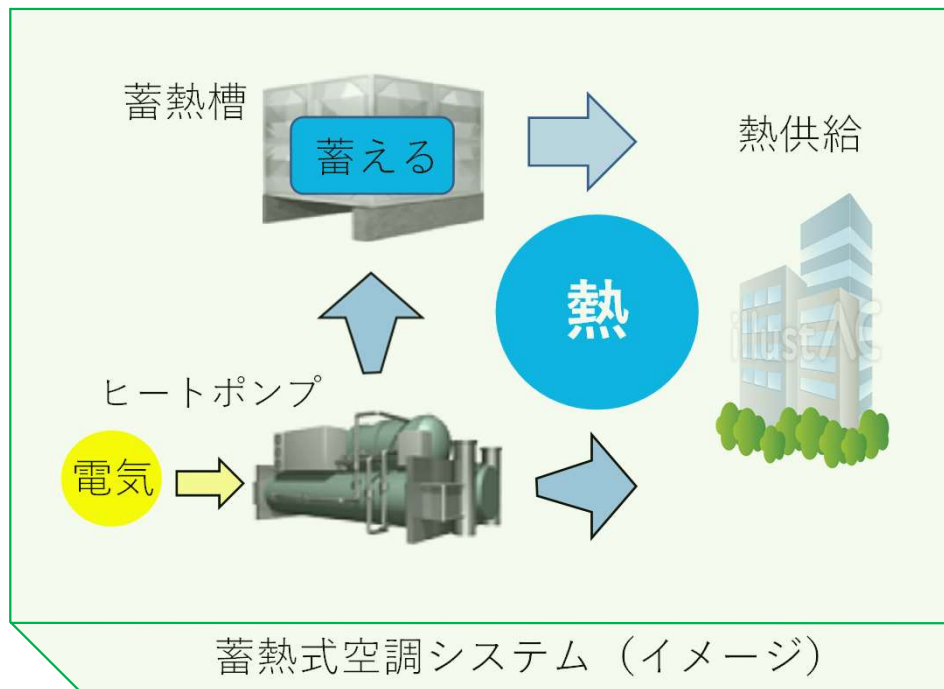 蓄熱槽
蓄える
熱供給
熱
ヒートポンプ
電気
illustAC
蓄熱式空調システム（イメージ）